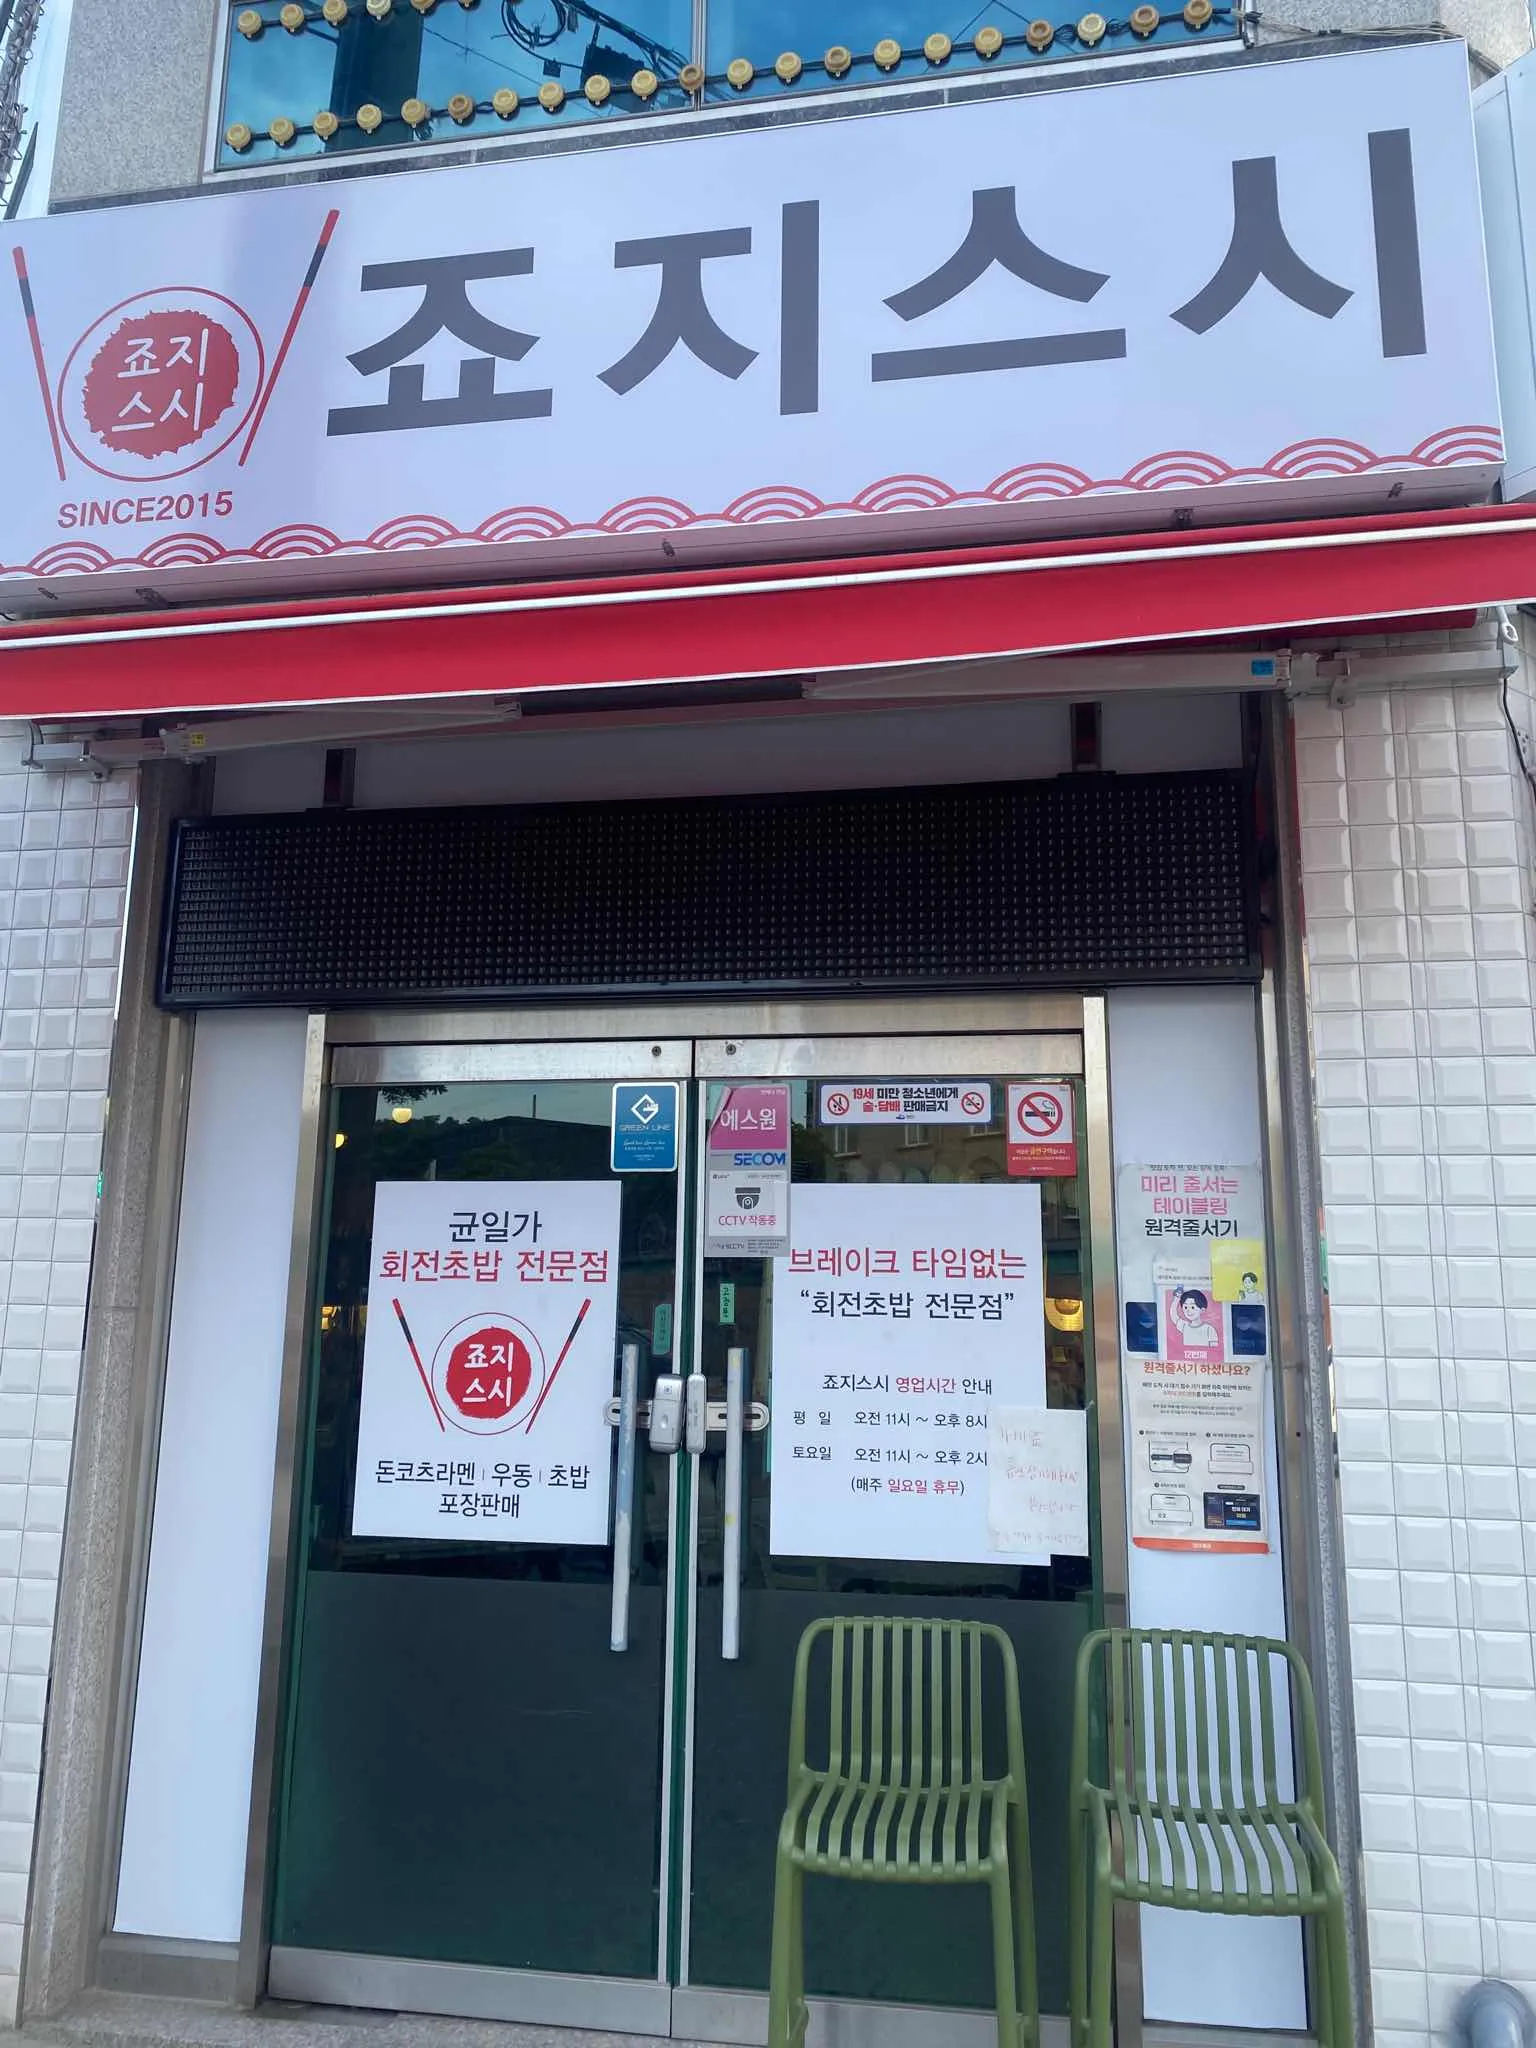 죠지스시
죠지
스시
SINCE2015
GREEN LINE
에스원
SECOM
CCTV 작동중
19세 미만 청소년에게
술·담배 판매금지
균일가
회전초밥 전문점
죠지
스시
돈코츠라멘 | 우동 | 초밥
포장판매
브레이크 타임없는
“회전초밥 전문점”
죠지스시 영업시간 안내
평 일 오전 11시 ~ 오후 8시
토요일 오전 11시 ~ 오후 2시
(매주 일요일 휴무)
고정문
미리 줄서는
테이블링
원격줄서기
12번째
원격줄서기 하셨나요?